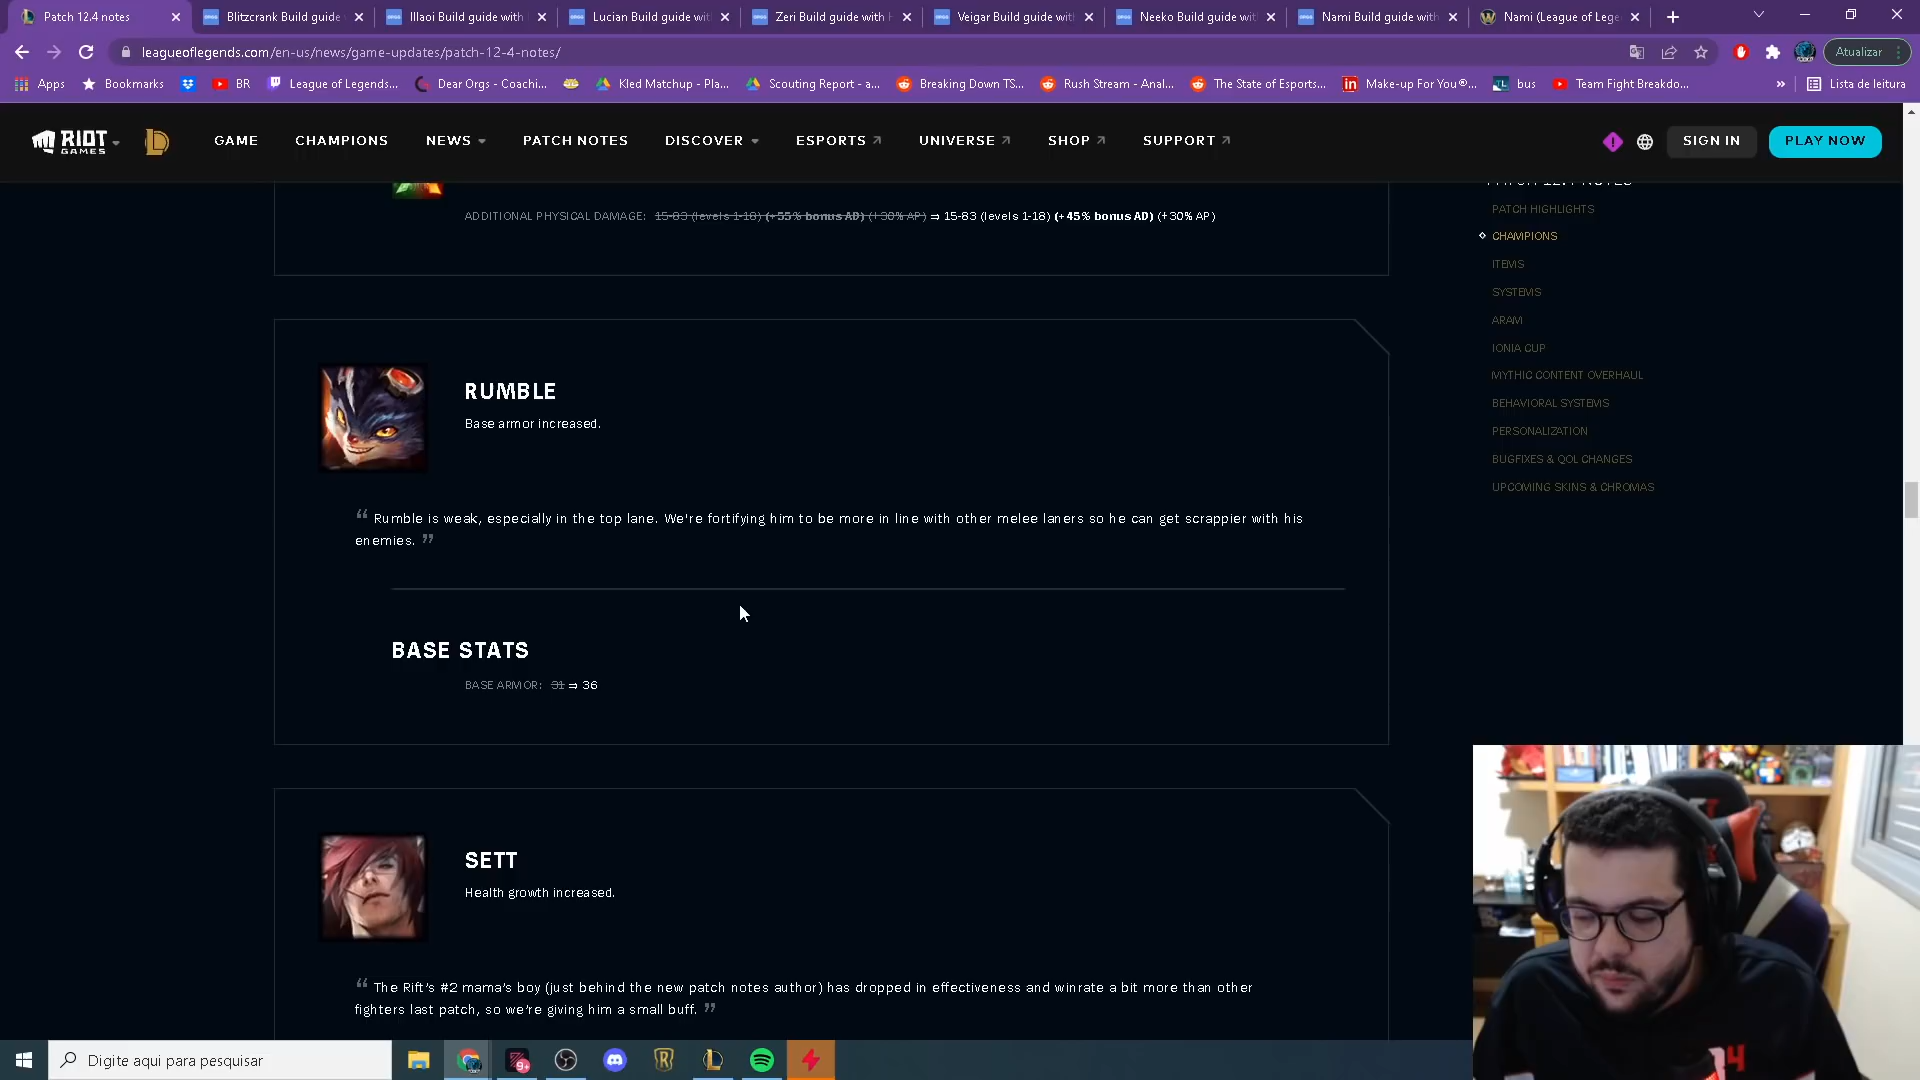 Patch 12.4 notes
Blitzcrank Build guide
Illaoi Build guide with
Lucian Build guide wit
Zeri Build guide with
Veigar Build guide wit
Neeko Build guide wit
Nami Build guide with
Nami (League of Lege
leagueoflegends.com/en-us/news/game-updates/patch-12-4-notes/
Atualizar
Apps
Bookmarks
BR
League of Legends...
Dear Orgs - Coachi...
Kled Matchup - Pla...
Scouting Report - a...
Breaking Down TS...
Rush Stream - Anal...
The State of Esports...
Make-up For You®...
bus
Team Fight Breakdo...
»
Lista de leitura
RIOT GAMES
GAME
CHAMPIONS
NEWS
PATCH NOTES
DISCOVER
ESPORTS
UNIVERSE
SHOP
SUPPORT
SIGN IN
PLAY NOW
ADDITIONAL PHYSICAL DAMAGE: 15-83 (levels 1-18) (+55% bonus AD) (+30% AP) ⇒ 15-83 (levels 1-18) (+45% bonus AD) (+30% AP)
RUMBLE
Base armor increased.
“ Rumble is weak, especially in the top lane. We're fortifying him to be more in line with other melee laners so he can get scrappier with his
enemies. ”
BASE STATS
BASE ARMOR: 31 ⇒ 36
SETT
Health growth increased.
“ The Rift's #2 mama's boy (just behind the new patch notes author) has dropped in effectiveness and winrate a bit more than other
fighters last patch, so we're giving him a small buff. ”
PATCH 12.4 NOTES
PATCH HIGHLIGHTS
CHAMPIONS
ITEMS
SYSTEMS
ARAM
IONIA CUP
MYTHIC CONTENT OVERHAUL
BEHAVIORAL SYSTEMS
PERSONALIZATION
BUGFIXES & QOL CHANGES
UPCOMING SKINS & CHROMAS
Digite aqui para pesquisar
9+